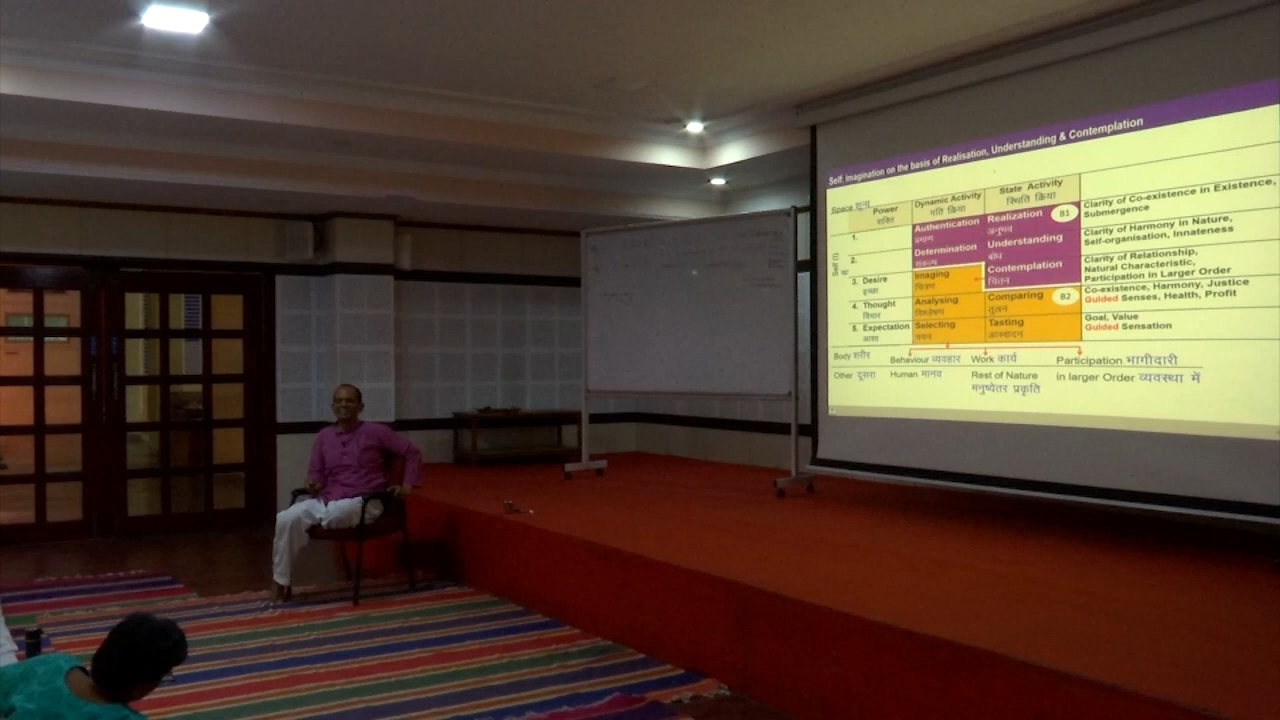 Self: Imagination on the basis of Realisation, Understanding & Contemplation
Space शून्य
Power
शक्ति
Dynamic Activity
गति क्रिया
State Activity
स्थिति क्रिया
Self (I)
1.
Authentication
प्रमाण
Realization
अनुभव
B1
Clarity of Co-existence in Existence,
Submergence
2.
Determination
संकल्प
Understanding
बोध
Clarity of Harmony in Nature,
Self-organisation, Innateness
3. Desire
इच्छा
Imaging
चित्रण
Contemplation
चिंतन
Clarity of Relationship,
Natural Characteristic,
Participation in Larger Order
4. Thought
विचार
Analysing
विश्लेषण
Comparing
तुलन
B2
Co-existence, Harmony, Justice
Guided Senses, Health, Profit
5. Expectation
आशा
Selecting
चयन
Tasting
आस्वादन
Goal, Value
Guided Sensation
Body शरीर
Behaviour व्यवहार
Work कार्य
Participation भागीदारी
Other दूसरा
Human मानव
Rest of Nature
मनुष्येतर प्रकृति
in larger Order व्यवस्था में